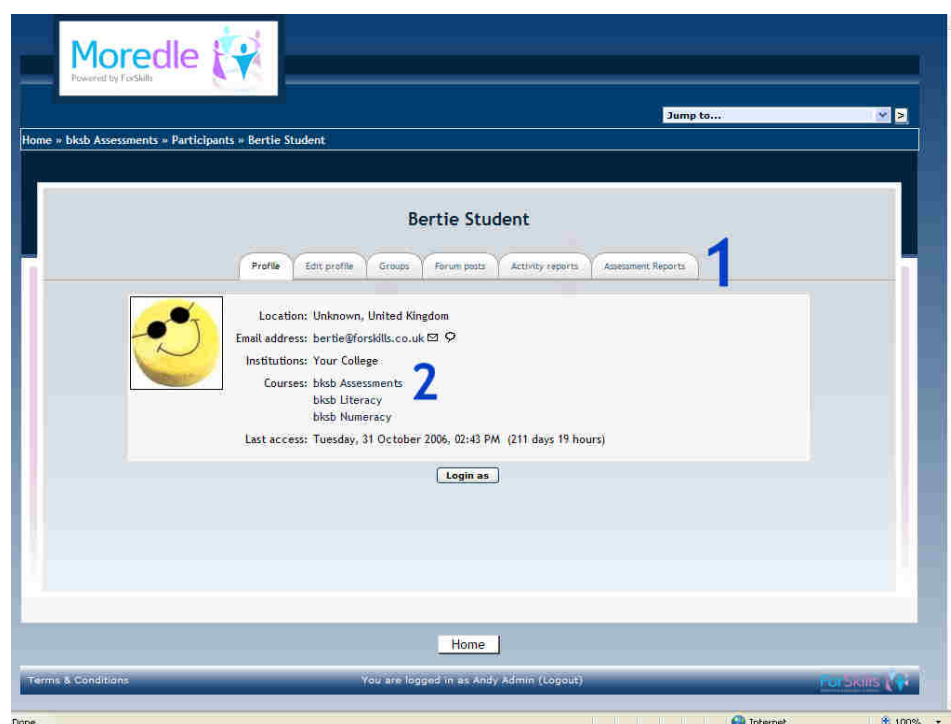 Moredle
Powered by ForSkills
Jump to...
>
Home » bksb Assessments » Participants » Bertie Student
Bertie Student
Profile
Edit profile
Groups
Forum posts
Activity reports
Assessment Reports
1
Location: Unknown, United Kingdom
Email address: bertie@forskills.co.uk
Institutions: Your College
Courses: bksb Assessments
bksb Literacy
bksb Numeracy
2
Last access: Tuesday, 31 October 2006, 02:43 PM (211 days 19 hours)
Login as
Home
Terms & Conditions
You are logged in as Andy Admin (Logout)
ForSkills
Done
Internet
100%